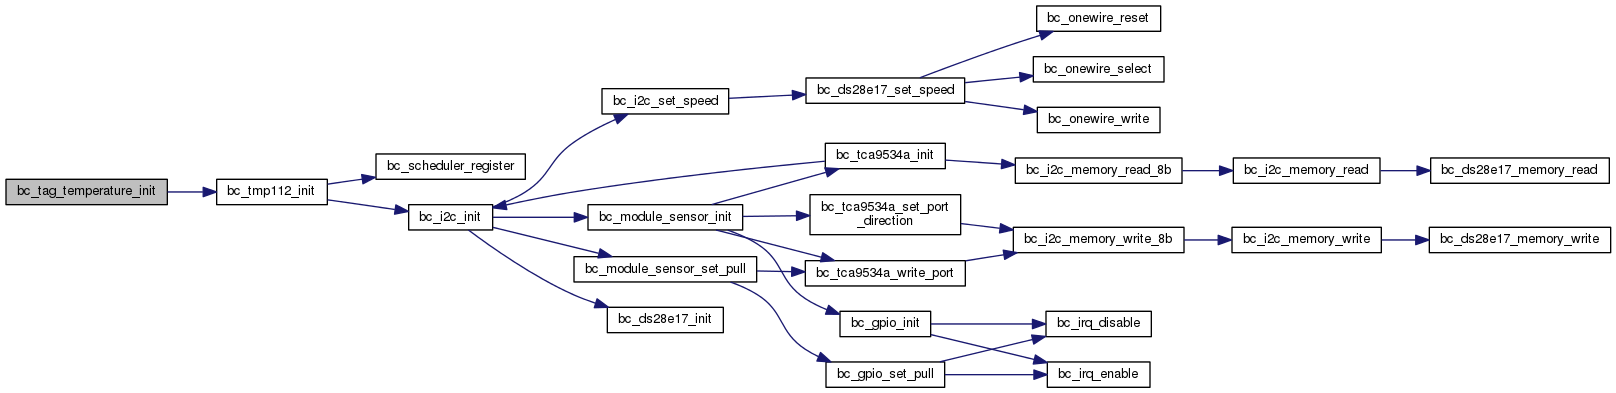 bc_tag_temperature_init
bc_tmp112_init
bc_scheduler_register
bc_i2c_init
bc_i2c_set_speed
bc_module_sensor_init
bc_module_sensor_set_pull
bc_ds28e17_init
bc_ds28e17_set_speed
bc_tca9534a_init
bc_tca9534a_set_port
_direction
bc_tca9534a_write_port
bc_gpio_init
bc_gpio_set_pull
bc_onewire_reset
bc_onewire_select
bc_onewire_write
bc_i2c_memory_read_8b
bc_i2c_memory_write_8b
bc_irq_disable
bc_irq_enable
bc_i2c_memory_read
bc_i2c_memory_write
bc_ds28e17_memory_read
bc_ds28e17_memory_write